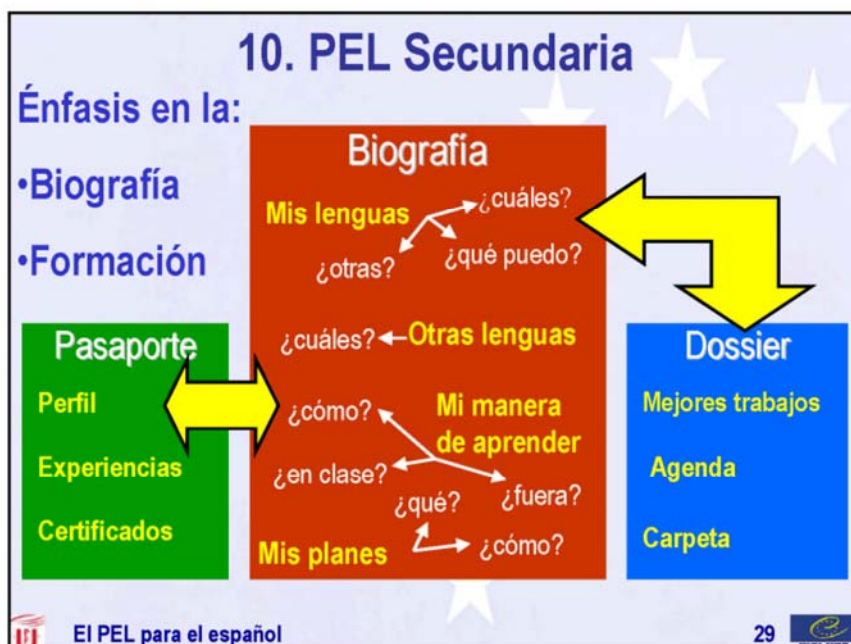 10. PEL Secundaria
Énfasis en la:
•Biografía
•Formación
Biografía
Mis lenguas
¿cuáles?
¿otras?
¿qué puedo?
¿cuáles?
Otras lenguas
¿cómo?
Mi manera
de aprender
¿en clase?
¿fuera?
¿qué?
Mis planes
¿cómo?
Pasaporte
Perfil
Experiencias
Certificados
Dossier
Mejores trabajos
Agenda
Carpeta
El PEL para el español
29